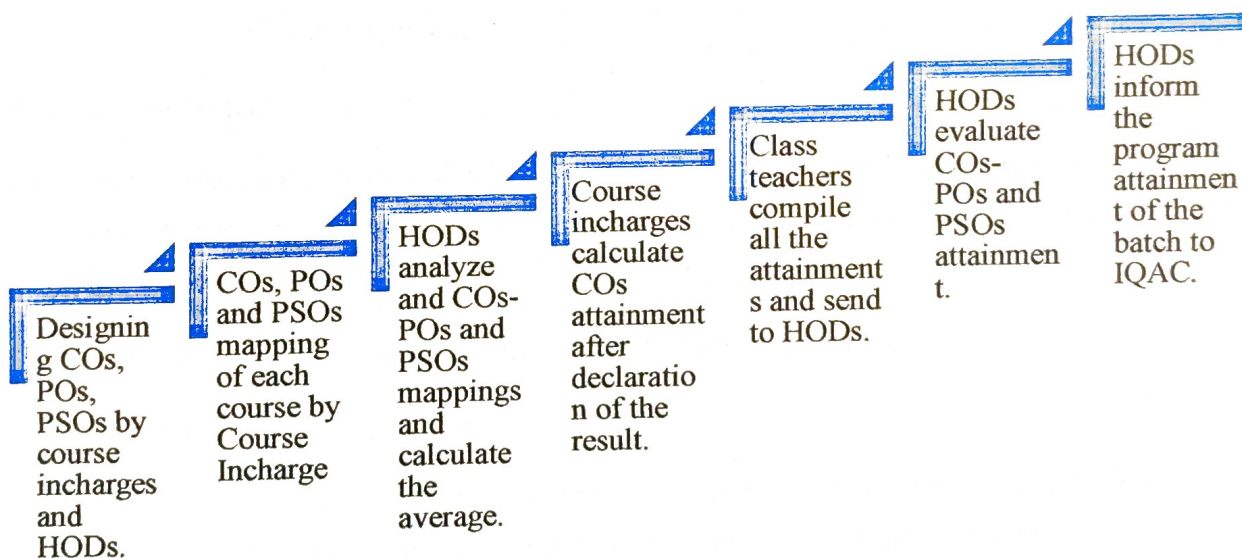 Designin
g COs,
POs,
PSOs by
course
incharges
and
HODs.
COs, POs
and PSOs
mapping
of each
course by
Course
Incharge
HODs
analyze
and COs-
POs and
PSOs
mappings
and
calculate
the
average.
Course
incharges
calculate
COs
attainment
after
declaratio
n of the
result.
Class
teachers
compile
all the
attainment
s and send
to HODs.
HODs
evaluate
COs-
POs and
PSOs
attainmen
t.
HODs
inform
the
program
attainmen
t of the
batch to
IQAC.